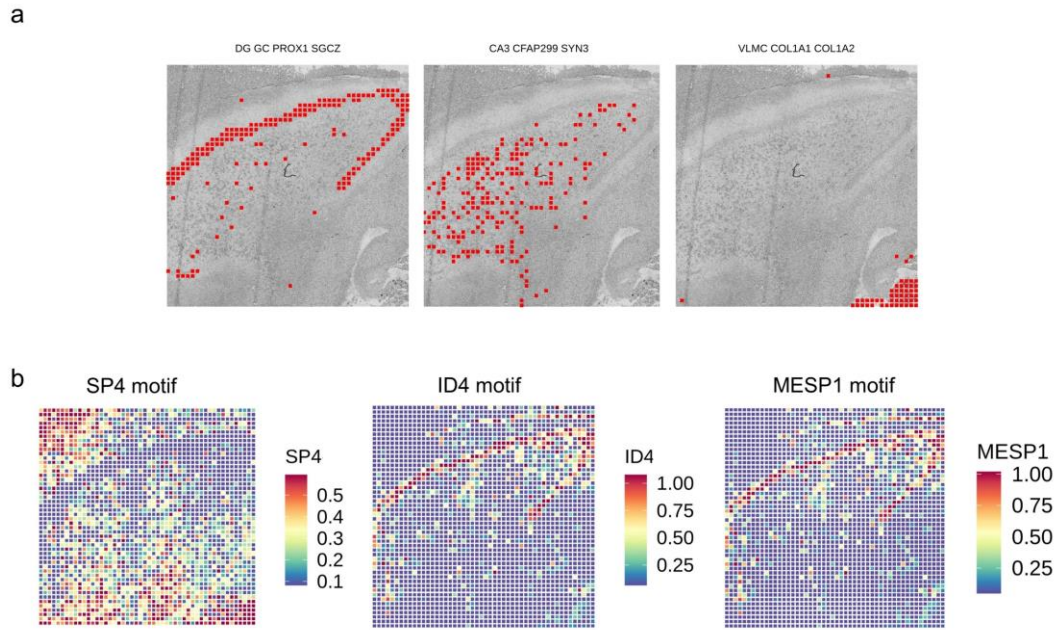 a
DG GC PROX1 SGCZ
CA3 CFAP299 SYN3
VLMC COL1A1 COL1A2
b
SP4 motif
ID4 motif
MESP1 motif
SP4
0.5
0.4
0.3
0.2
0.1
ID4
1.00
0.75
0.50
0.25
MESP1
1.00
0.75
0.50
0.25